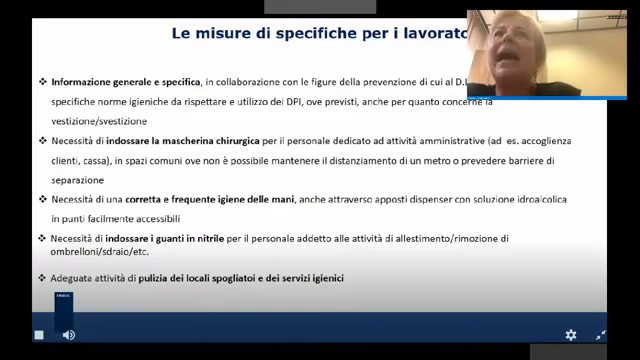 Le misure di specifiche per i lavorato
❖ Informazione generale e specifica, in collaborazione con le figure della prevenzione di cui al D.L
specifiche norme igieniche da rispettare e utilizzo dei DPI, ove previsti, anche per quanto concerne la
vestizione/svestizione
❖ Necessità di indossare la mascherina chirurgica per il personale dedicato ad attività amministrative (ad es. accoglienza
clienti, cassa), in spazi comuni ove non è possibile mantenere il distanziamento di un metro o prevedere barriere di
separazione
❖ Necessità di una corretta e frequente igiene delle mani, anche attraverso apposti dispenser con soluzione idroalcolica
in punti facilmente accessibili
❖ Necessità di indossare i guanti in nitrile per il personale addetto alle attività di allestimento/rimozione di
ombrelloni/sdraio/etc.
❖ Adeguata attività di pulizia dei locali spogliatoi e dei servizi igienici